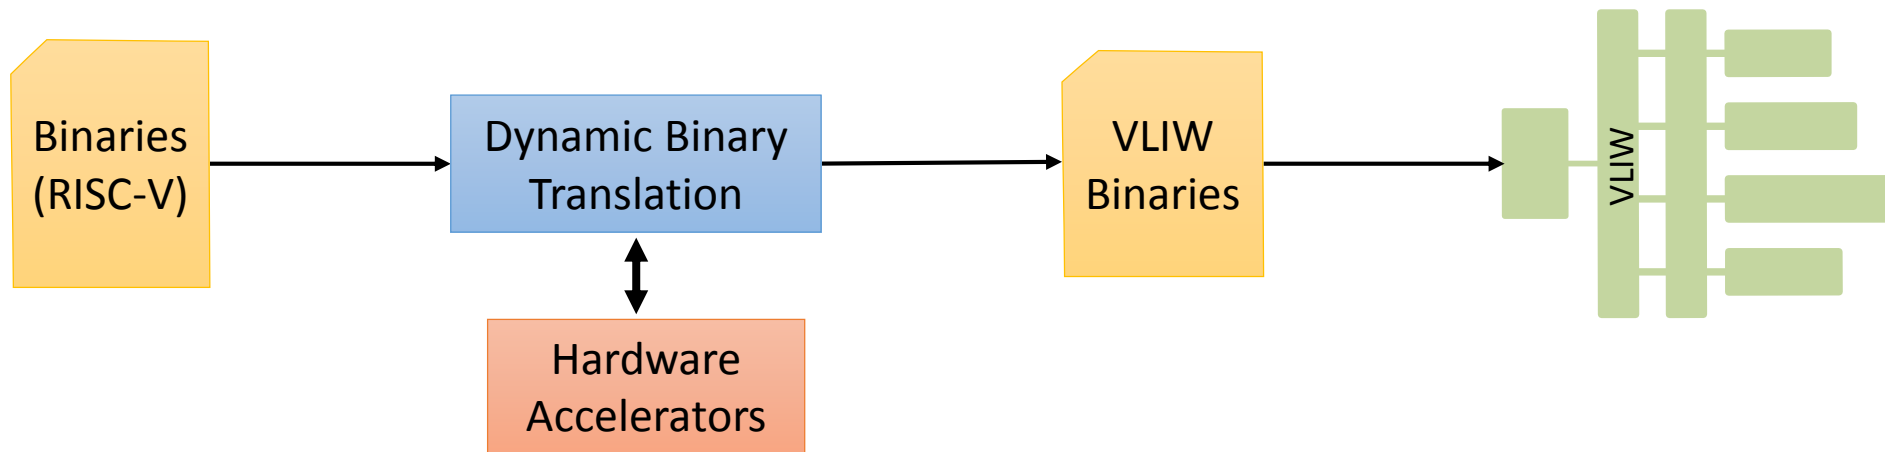 Binaries
(RISC-V)
Dynamic Binary
Translation
Hardware
Accelerators
VLIW
Binaries
VLIW